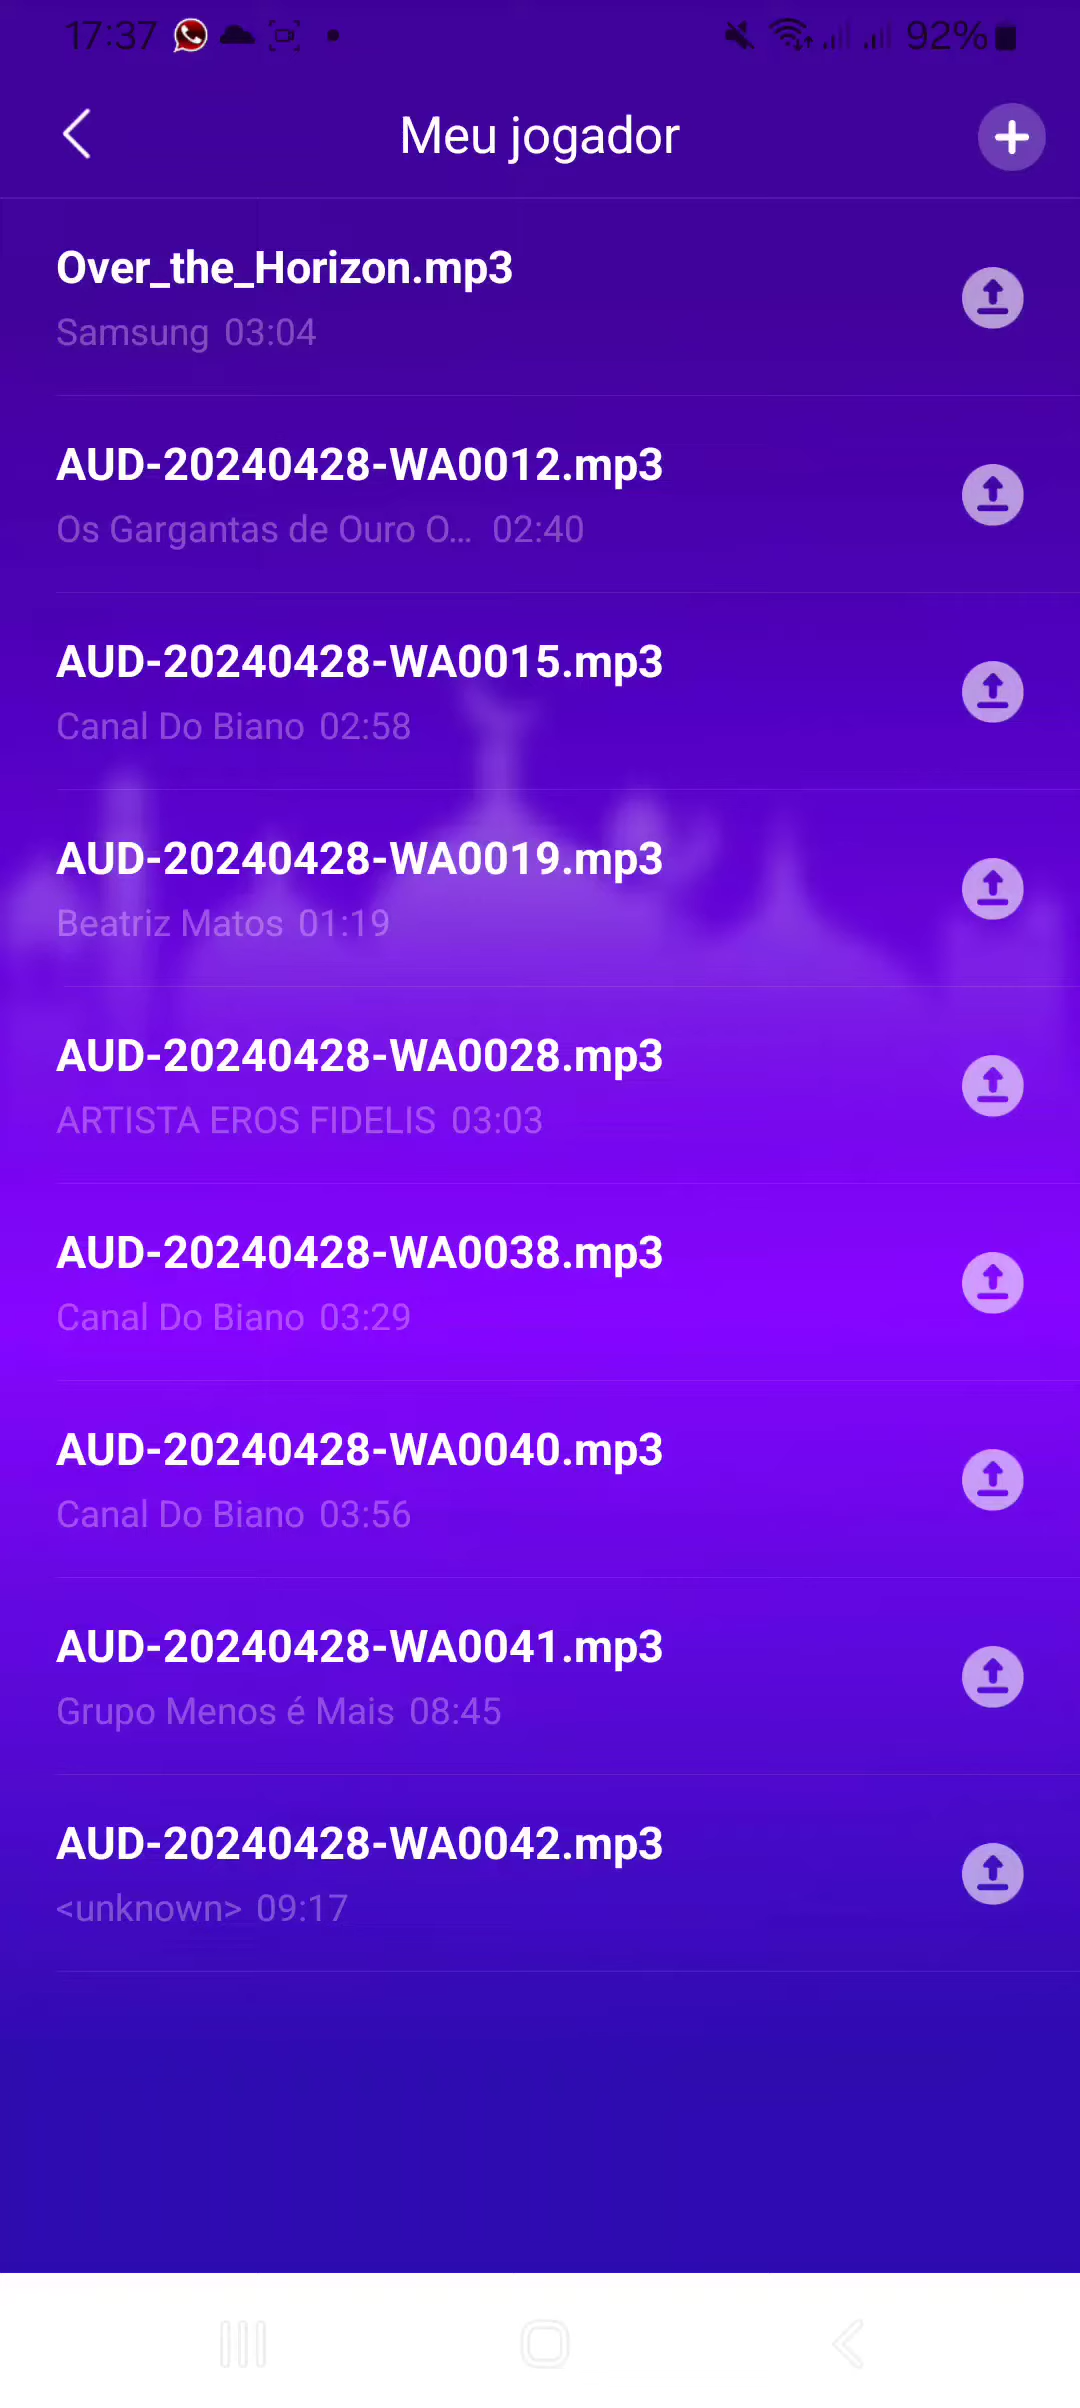 17:37 92%
Meu jogador
Over_the_Horizon.mp3
Samsung 03:04
AUD-20240428-WA0012.mp3
Os Gargantas de Ouro O... 02:40
AUD-20240428-WA0015.mp3
Canal Do Biano 02:58
AUD-20240428-WA0019.mp3
Beatriz Matos 01:19
AUD-20240428-WA0028.mp3
ARTISTA EROS FIDELIS 03:03
AUD-20240428-WA0038.mp3
Canal Do Biano 03:29
AUD-20240428-WA0040.mp3
Canal Do Biano 03:56
AUD-20240428-WA0041.mp3
Grupo Menos é Mais 08:45
AUD-20240428-WA0042.mp3
<unknown> 09:17